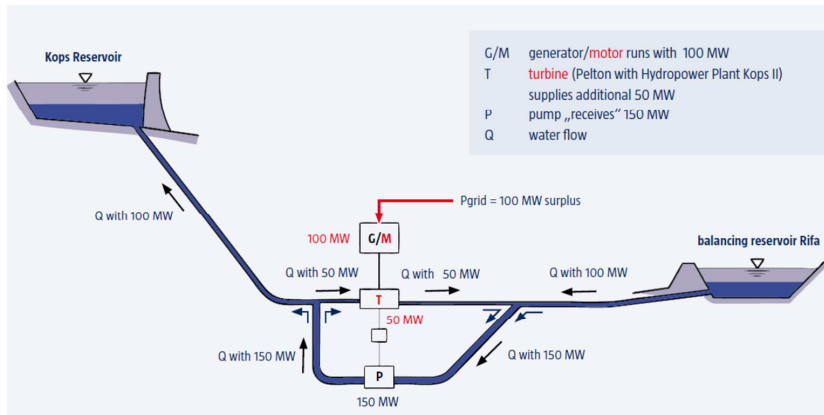 Kops Reservoir
G/M generator/motor runs with 100 MW
T turbine (Pelton with Hydropower Plant Kops II)
supplies additional 50 MW
P pump „receives“ 150 MW
Q water flow
Q with 100 MW
Pgrid = 100 MW surplus
100 MW
G/M
balancing reservoir Rifa
Q with 50 MW
Q with 50 MW
Q with 100 MW
T
50 MW
Q with 150 MW
Q with 150 MW
P
150 MW